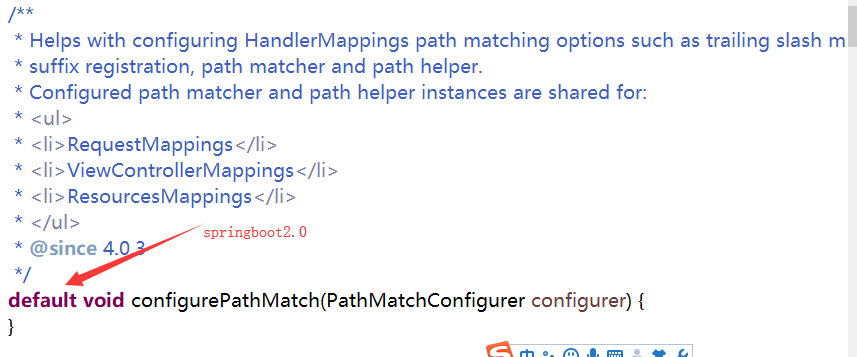 /**
* Helps with configuring HandlerMappings path matching options such as trailing slash m
* suffix registration, path matcher and path helper.
* Configured path matcher and path helper instances are shared for:
* <ul>
* <li>RequestMappings</li>
* <li>ViewControllerMappings</li>
* <li>ResourcesMappings</li>
* </ul>
springboot2.0
* @since 4.0.3
*/
default void configurePathMatch(PathMatchConfigurer configurer) {
}
中